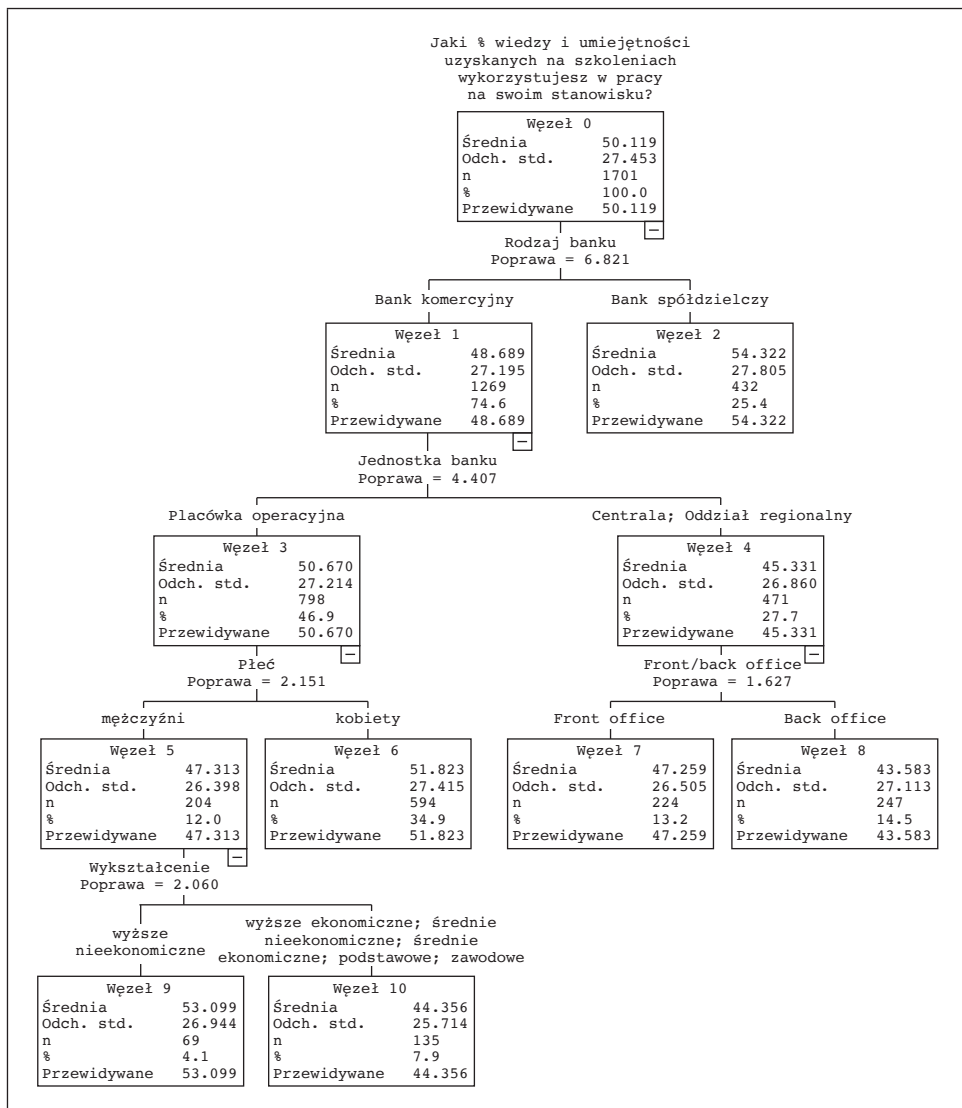 Jaki % wiedzy i umiejętności
uzyskanych na szkoleniach
wykorzystujesz w pracy
na swoim stanowisku?
Węzeł 0
Średnia 50.119
Odch. std. 27.453
n 1701
% 100.0
Przewidywane 50.119
Rodzaj banku
Poprawa = 6.821
Bank komercyjny
Węzeł 1
Średnia 48.689
Odch. std. 27.195
n 1269
% 74.6
Przewidywane 48.689
Bank spółdzielczy
Węzeł 2
Średnia 54.322
Odch. std. 27.805
n 432
% 25.4
Przewidywane 54.322
Jednostka banku
Poprawa = 4.407
Placówka operacyjna
Węzeł 3
Średnia 50.670
Odch. std. 27.214
n 798
% 46.9
Przewidywane 50.670
Centrala; Oddział regionalny
Węzeł 4
Średnia 45.331
Odch. std. 26.860
n 471
% 27.7
Przewidywane 45.331
Płeć
Poprawa = 2.151
Front/back office
Poprawa = 1.627
mężczyźni
Węzeł 5
Średnia 47.313
Odch. std. 26.398
n 204
% 12.0
Przewidywane 47.313
kobiety
Węzeł 6
Średnia 51.823
Odch. std. 27.415
n 594
% 34.9
Przewidywane 51.823
Front office
Węzeł 7
Średnia 47.259
Odch. std. 26.505
n 224
% 13.2
Przewidywane 47.259
Back office
Węzeł 8
Średnia 43.583
Odch. std. 27.113
n 247
% 14.5
Przewidywane 43.583
Wykształcenie
Poprawa = 2.060
wyższe
nieekonomiczne
Węzeł 9
Średnia 53.099
Odch. std. 26.944
n 69
% 4.1
Przewidywane 53.099
wyższe ekonomiczne; średnie
nieekonomiczne; średnie
ekonomiczne; podstawowe; zawodowe
Węzeł 10
Średnia 44.356
Odch. std. 25.714
n 135
% 7.9
Przewidywane 44.356